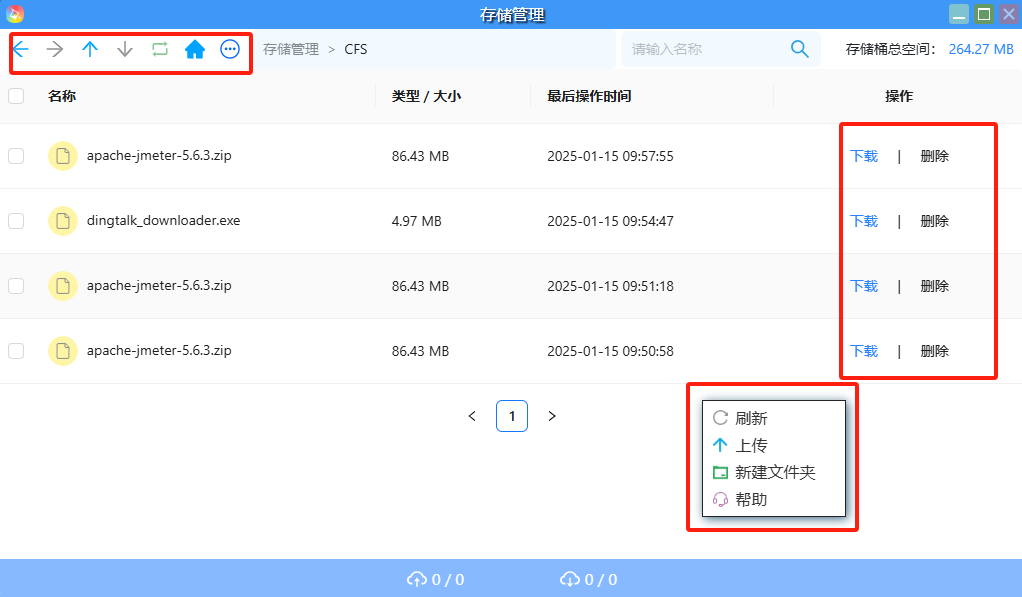 存储管理
存储管理 > CFS
请输入名称
存储桶总空间： 264.27 MB
名称 类型 / 大小 最后操作时间 操作
apache-jmeter-5.6.3.zip 86.43 MB 2025-01-15 09:57:55 下载 | 删除
dingtalk_downloader.exe 4.97 MB 2025-01-15 09:54:47 下载 | 删除
apache-jmeter-5.6.3.zip 86.43 MB 2025-01-15 09:51:18 下载 | 删除
apache-jmeter-5.6.3.zip 86.43 MB 2025-01-15 09:50:58 下载 | 删除
< 1 >
刷新
上传
新建文件夹
帮助
0 / 0 0 / 0